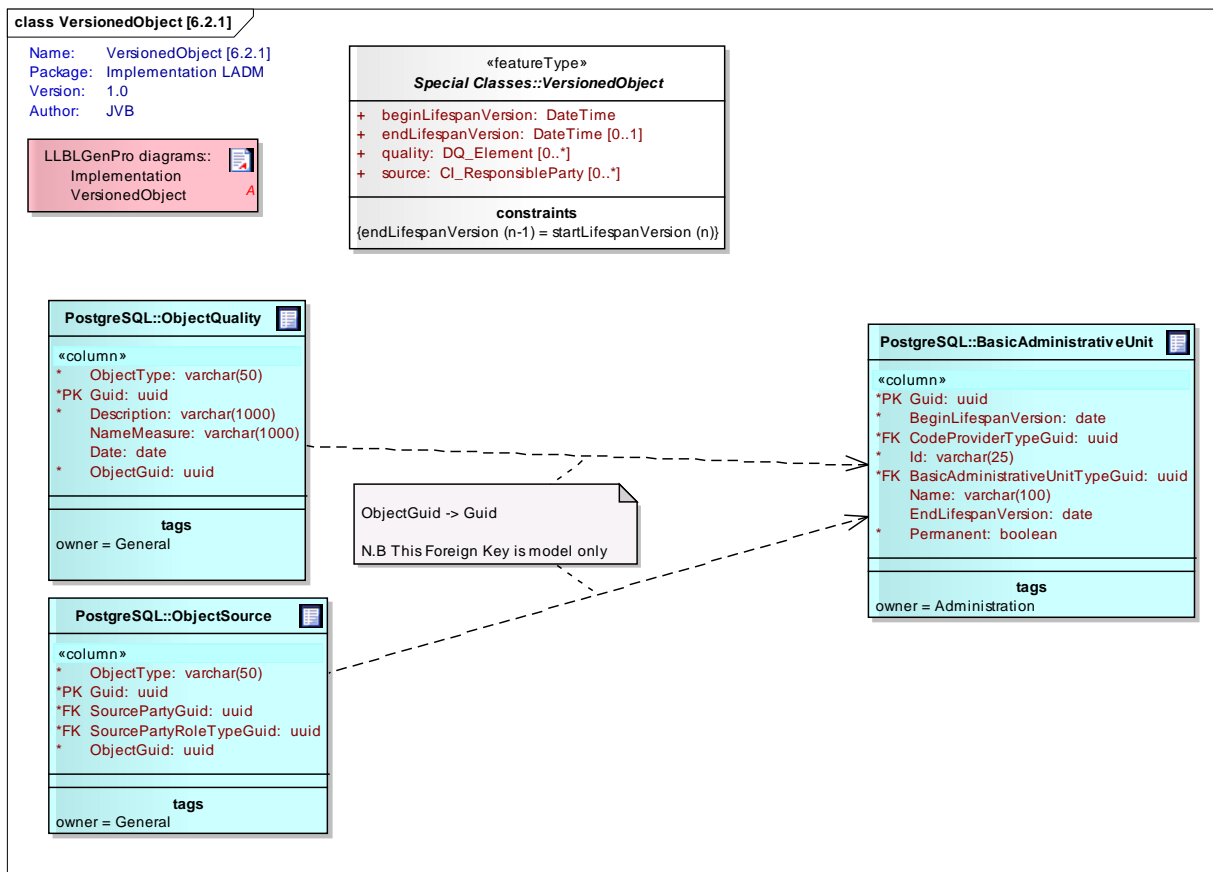 class VersionedObject [6.2.1]
Name: VersionedObject [6.2.1]
Package: Implementation LADM
Version: 1.0
Author: JVB
LLBLGenPro diagrams::
Implementation
VersionedObject
A
«featureType»
Special Classes::VersionedObject
+ beginLifespanVersion: DateTime
+ endLifespanVersion: DateTime [0..1]
+ quality: DQ_Element [0..*]
+ source: CI_ResponsibleParty [0..*]
constraints
{endLifespanVersion (n-1) = startLifespanVersion (n)}
PostgreSQL::ObjectQuality
«column»
* ObjectType: varchar(50)
*PK Guid: uuid
* Description: varchar(1000)
NameMeasure: varchar(1000)
Date: date
* ObjectGuid: uuid
tags
owner = General
PostgreSQL::BasicAdministrativeUnit
«column»
*PK Guid: uuid
* BeginLifespanVersion: date
*FK CodeProviderTypeGuid: uuid
* Id: varchar(25)
*FK BasicAdministrativeUnitTypeGuid: uuid
Name: varchar(100)
EndLifespanVersion: date
* Permanent: boolean
tags
owner = Administration
ObjectGuid -> Guid
N.B This Foreign Key is model only
PostgreSQL::ObjectSource
«column»
* ObjectType: varchar(50)
*PK Guid: uuid
*FK SourcePartyGuid: uuid
*FK SourcePartyRoleTypeGuid: uuid
* ObjectGuid: uuid
tags
owner = General